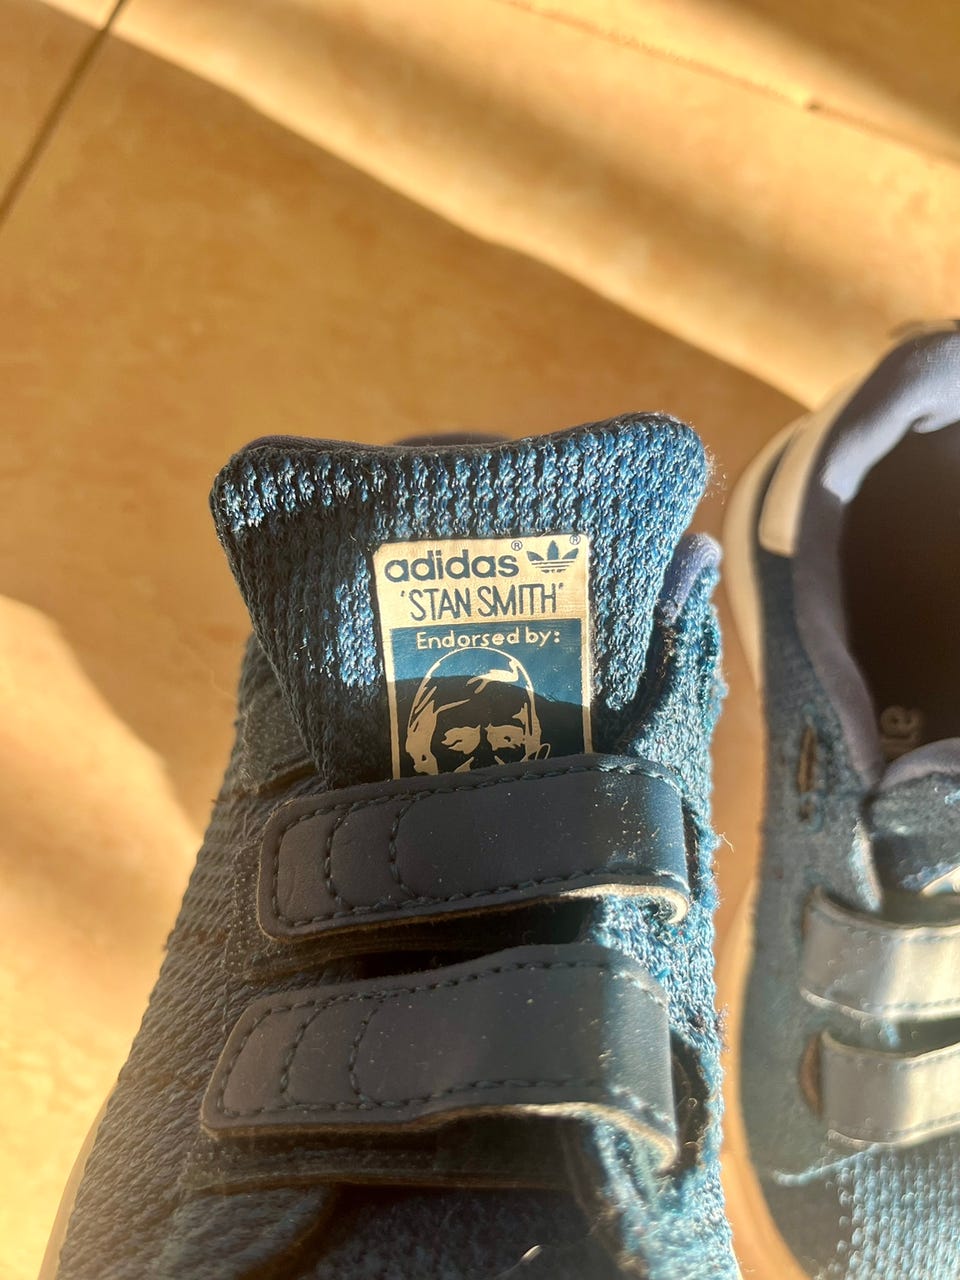 adidas®®
'STAN SMITH'
Endorsed by: